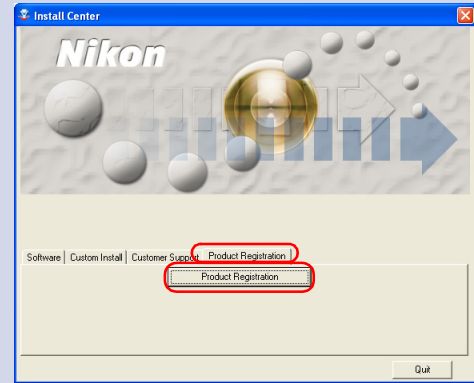 Install Center
Nikon
Software
Custom Install
Customer Support
Product Registration
Product Registration
Quit